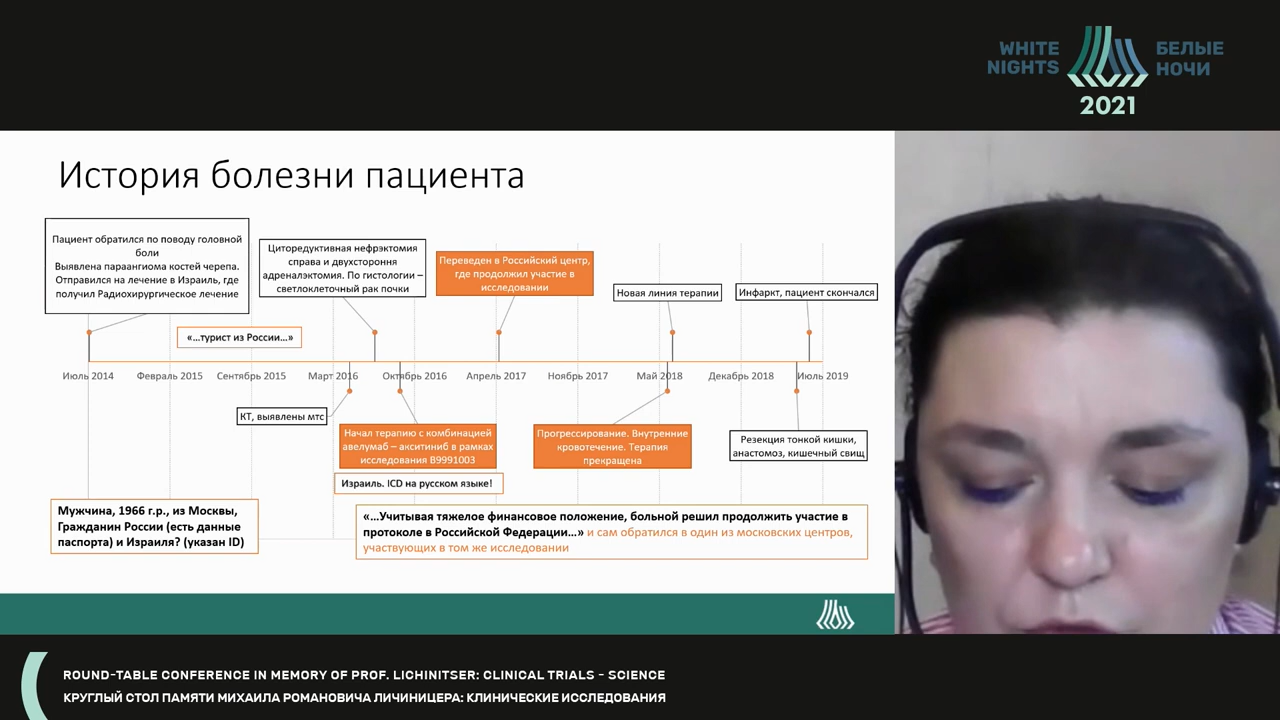 WHITE
NIGHTS
БЕЛЫЕ
НОЧИ
2021
История болезни пациента
Пациент обратился по поводу головной
боли
Выявлена параангиома костей черепа.
Отправился на лечение в Израиль, где
получил Радиохирургическое лечение
Циторедуктивная нефрэктомия
справа и двухстороння
адреналэктомия. По гистологии –
светлоклеточный рак почки
Переведен в Российский центр,
где продолжил участие в
исследовании
Новая линия терапии
Инфаркт, пациент скончался
«…турист из России…»
Июль 2014
Февраль 2015
Сентябрь 2015
Март 2016
Октябрь 2016
Апрель 2017
Ноябрь 2017
Май 2018
Декабрь 2018
Июль 2019
КТ, выявлены мтс
Начал терапию с комбинацией
авелумаб – акситиниб в рамках
исследования B9991003
Прогрессирование. Внутренние
кровотечение. Терапия
прекращена
Резекция тонкой кишки,
анастомоз, кишечный свищ
Израиль. ICD на русском языке!
Мужчина, 1966 г.р., из Москвы,
Гражданин России (есть данные
паспорта) и Израиля? (указан ID)
«…Учитывая тяжелое финансовое положение, больной решил продолжить участие в
протоколе в Российской Федерации…» и сам обратился в один из московских центров,
участвующих в том же исследовании
ROUND-TABLE CONFERENCE IN MEMORY OF PROF. LICHINITSER: CLINICAL TRIALS - SCIENCE
КРУГЛЫЙ СТОЛ ПАМЯТИ МИХАИЛА РОМАНОВИЧА ЛИЧИНИЦЕРА: КЛИНИЧЕСКИЕ ИССЛЕДОВАНИЯ